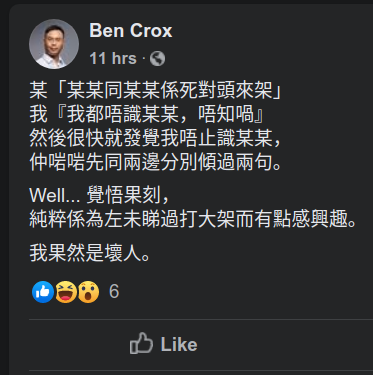 Ben Crox
11 hrs ·
某「某某同某某係死對頭來架」
我『我都唔識某某，唔知喎』
然後很快就發覺我唔止識某某，
仲啱啱先同兩邊分別傾過兩句。
Well... 覺悟果刻，
純粹係為左未睇過打大架而有點感興趣。
我果然是壞人。
6
Like